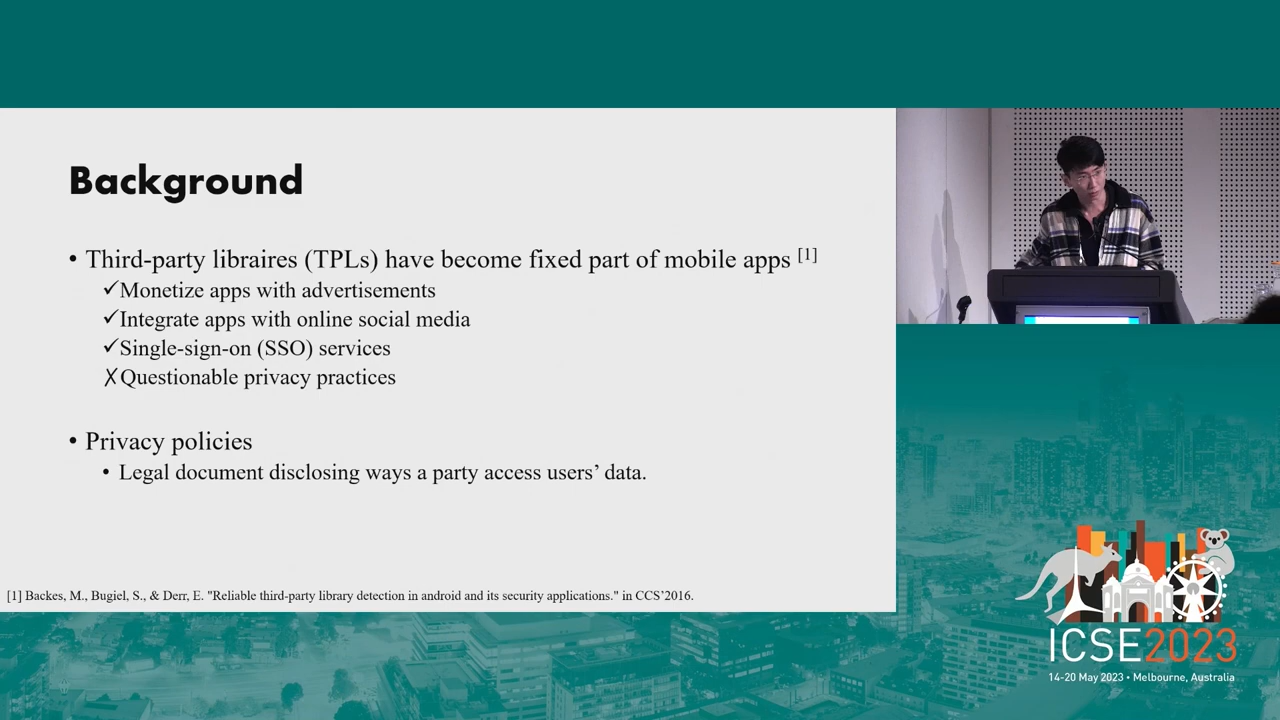 Background
• Third-party libraires (TPLs) have become fixed part of mobile apps [1]
✓Monetize apps with advertisements
✓Integrate apps with online social media
✓Single-sign-on (SSO) services
✗Questionable privacy practices
• Privacy policies
• Legal document disclosing ways a party access users’ data.
[1] Backes, M., Bugiel, S., & Derr, E. "Reliable third-party library detection in android and its security applications." in CCS’2016.
ICSE2023
14-20 May 2023 • Melbourne, Australia